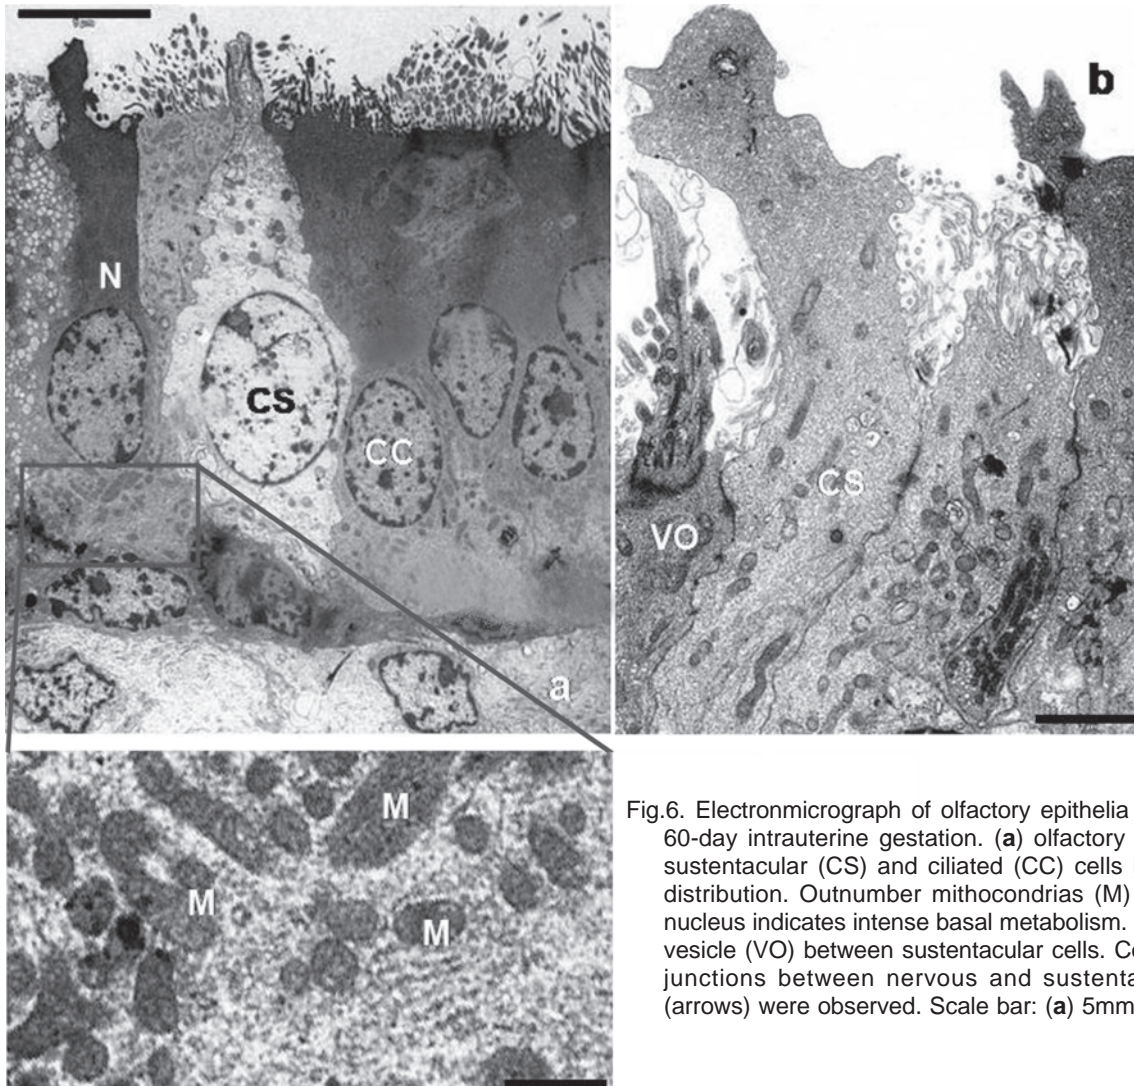 N
CS
CC
a
b
CS
VO
M
M
M
Fig.6. Electronmicrograph of olfactory epithelia
60-day intrauterine gestation. (a) olfactory
sustentacular (CS) and ciliated (CC) cells
distribution. Outnumber mithocondrias (M)
nucleus indicates intense basal metabolism.
vesicle (VO) between sustentacular cells.
junctions between nervous and
(arrows) were observed. Scale bar: (a) 5mm